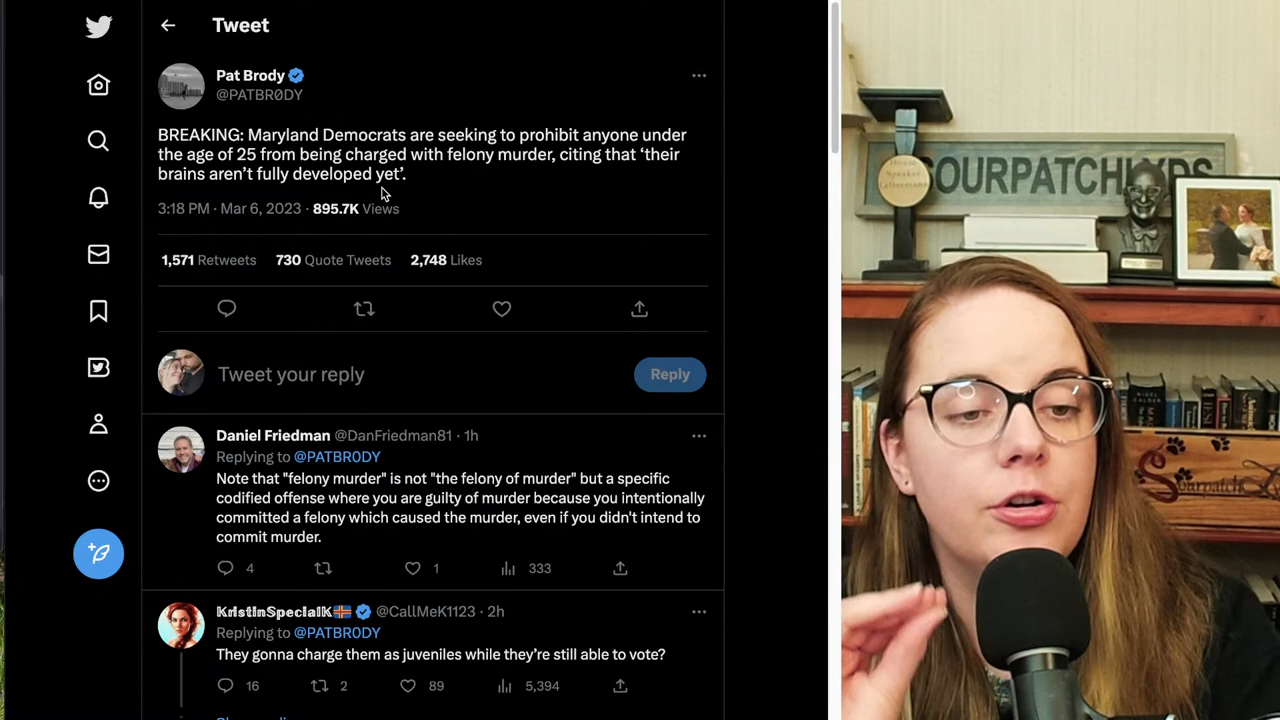 Tweet
Pat Brody
@PATBRØDY
BREAKING: Maryland Democrats are seeking to prohibit anyone under
the age of 25 from being charged with felony murder, citing that ‘their
brains aren’t fully developed yet’.
3:18 PM · Mar 6, 2023 · 895.7K Views
1,571 Retweets 730 Quote Tweets 2,748 Likes
Tweet your reply
Reply
Daniel Friedman @DanFriedman81 · 1h
Replying to @PATBRØDY
Note that "felony murder" is not "the felony of murder" but a specific
codified offense where you are guilty of murder because you intentionally
committed a felony which caused the murder, even if you didn't intend to
commit murder.
4 1 333
KristinSpecialK @CallMeK1123 · 2h
Replying to @PATBRØDY
They gonna charge them as juveniles while they’re still able to vote?
16 2 89 5,394
SOURPATCHLYDS